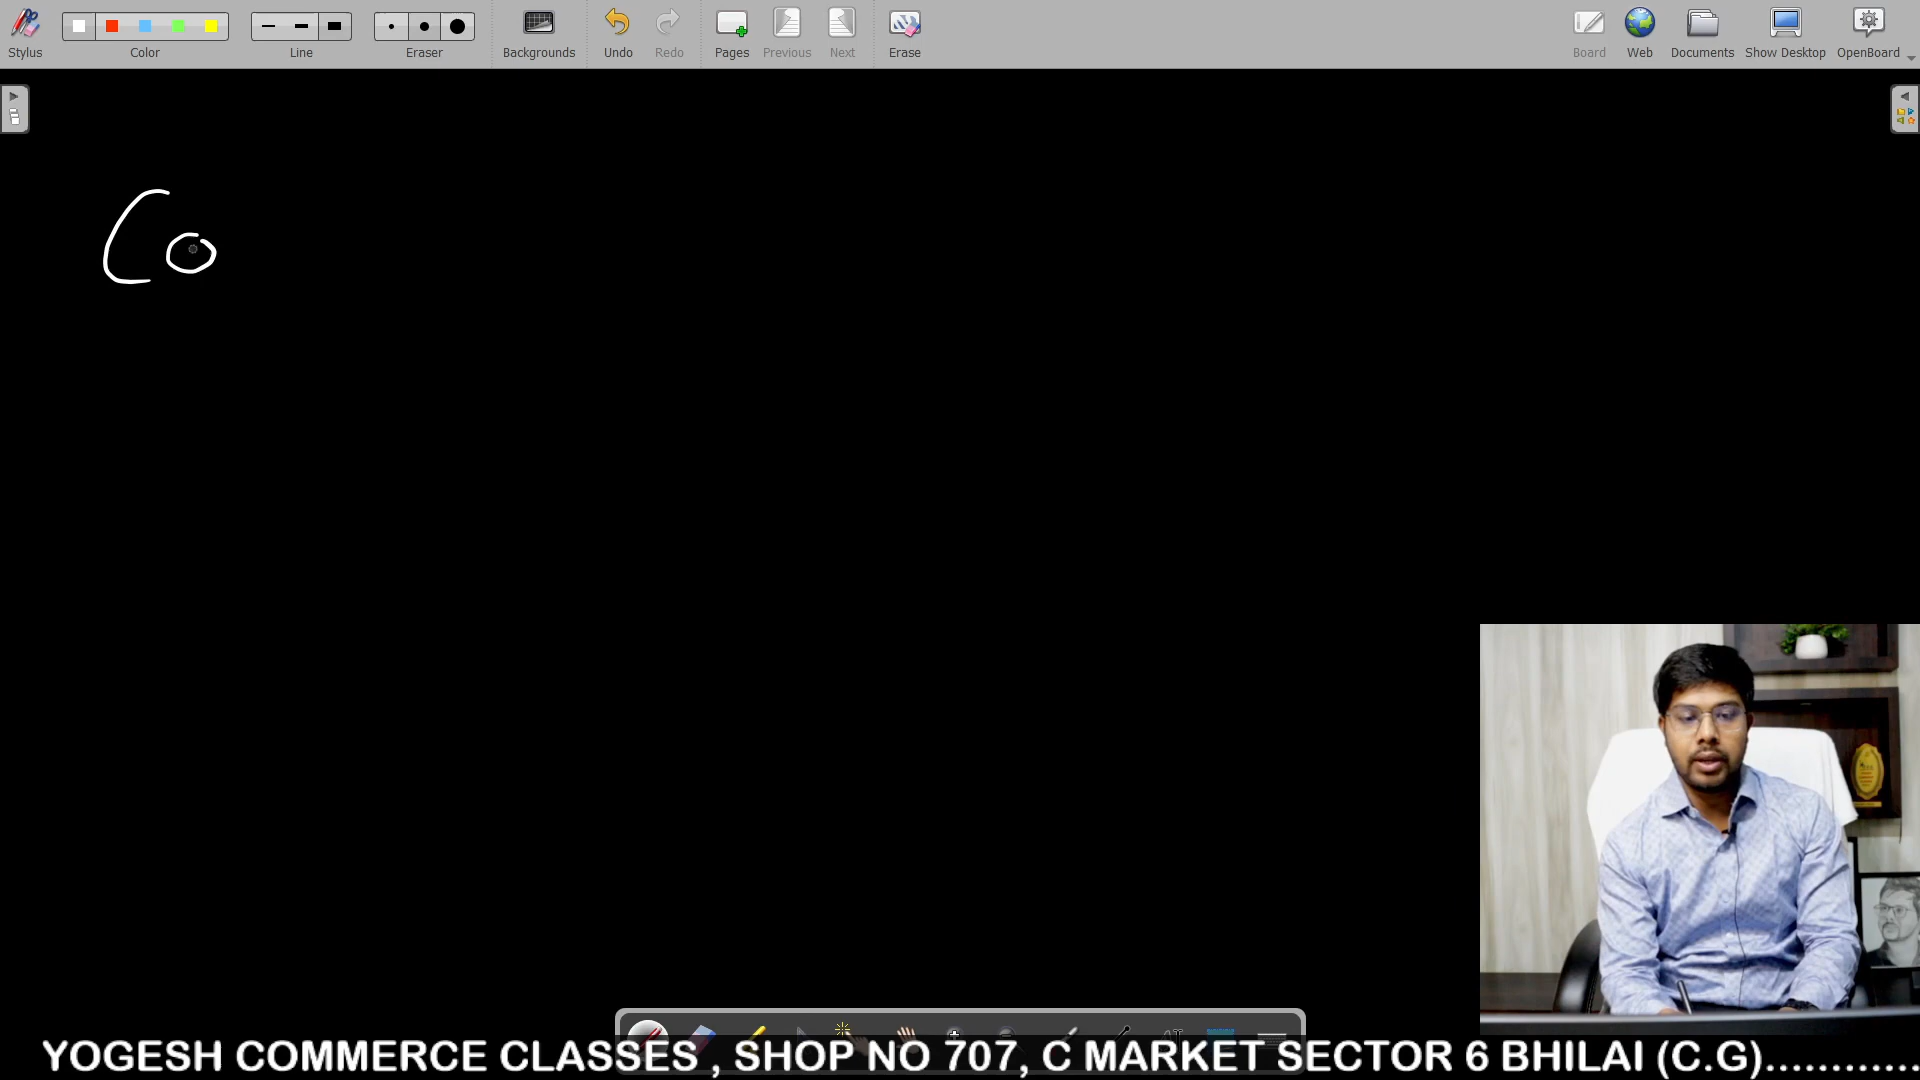 Stylus Color Line Eraser Backgrounds Undo Redo Pages Previous Next Erase Board Web Documents Show Desktop OpenBoard
Co
YOGESH COMMERCE CLASSES , SHOP NO 707, C MARKET SECTOR 6 BHILAI (C.G).............